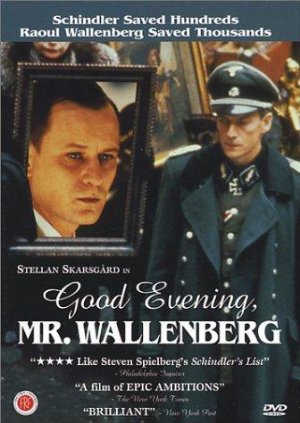 Schindler Saved Hundreds
Raoul Wallenberg Saved Thousands
STELLAN SKARSGÅRD IN
Good Evening,
MR. WALLENBERG
"★★★★ Like Steven Spielberg's Schindler's List"
- Philadelphia Inquirer
"A film of EPIC AMBITIONS"
- The New York Times
"BRILLIANT" - New York Post
DVD